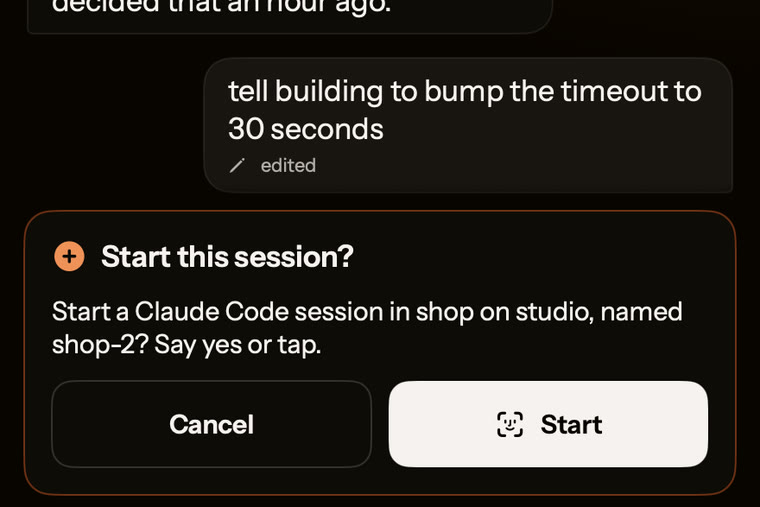 decided that an hour ago.
tell building to bump the timeout to
30 seconds
edited
Start this session?
Start a Claude Code session in shop on studio, named
shop-2? Say yes or tap.
Cancel
Start